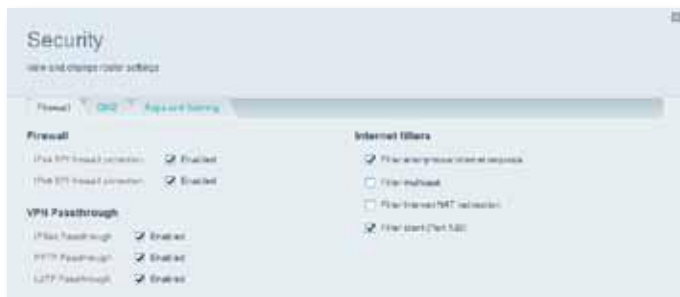 Security
view and change router settings
Firewall DMZ Apps and Gaming
Firewall
IPv6 SPI firewall protection Enabled
IPv4 SPI firewall protection Enabled
VPN Passthrough
IPSec Passthrough Enabled
PPTP Passthrough Enabled
L2TP Passthrough Enabled
Internet filters
Filter anonymous Internet requests
Filter multicast
Filter Internet NAT redirection
Filter ident (Port 113)